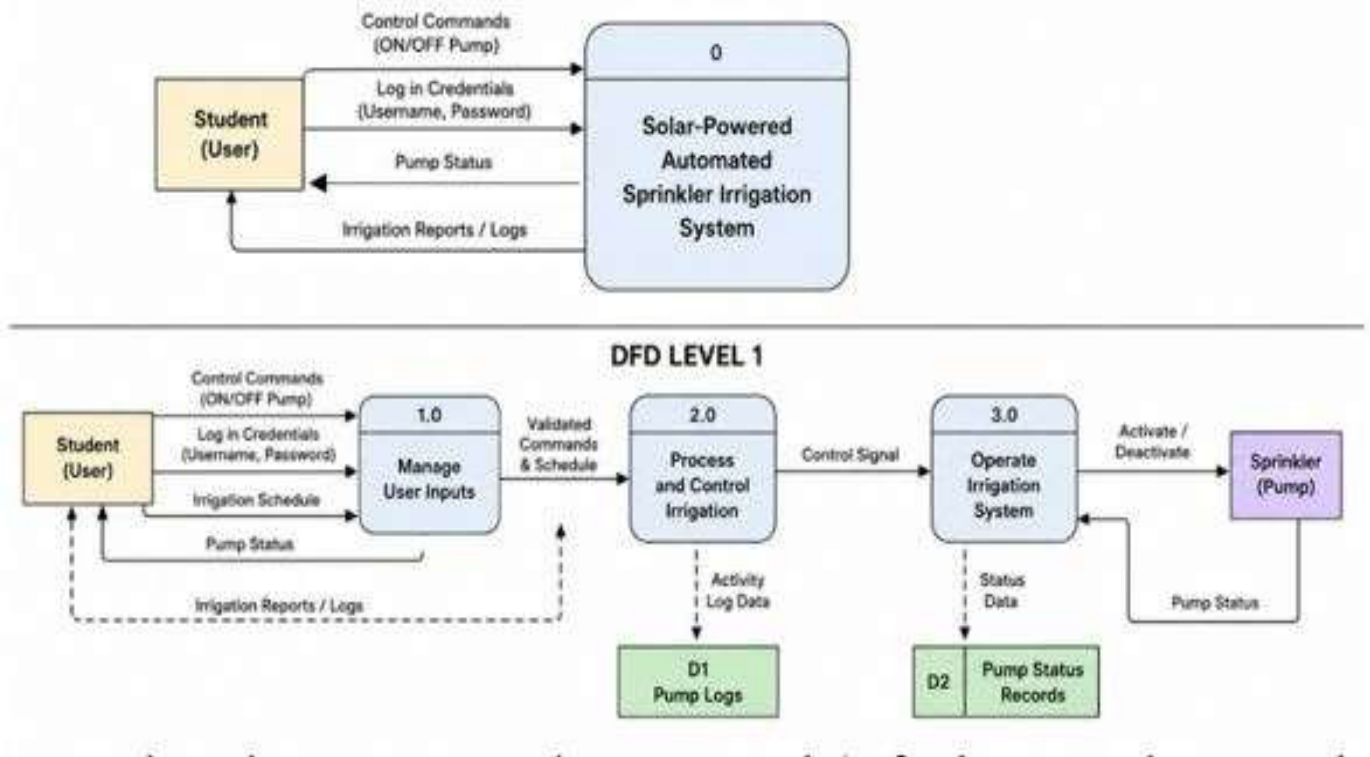 Control Commands
(ON/OFF Pump)
0
Log in Credentials
(Username, Password)
Student
(User)
Solar-Powered
Automated
Sprinkler Irrigation
System
Pump Status
Irrigation Reports / Logs
DFD LEVEL 1
Control Commands
(ON/OFF Pump)
1.0
2.0
3.0
Log in Credentials
(Username, Password)
Validated
Commands
& Schedule
Activate /
Deactivate
Student
(User)
Manage
User Inputs
Process
and Control
Irrigation
Control Signal
Operate
Irrigation
System
Sprinkler
(Pump)
Irrigation Schedule
Pump Status
Activity
Log Data
Status
Data
Irrigation Reports / Logs
Pump Status
D1
Pump Logs
D2
Pump Status
Records